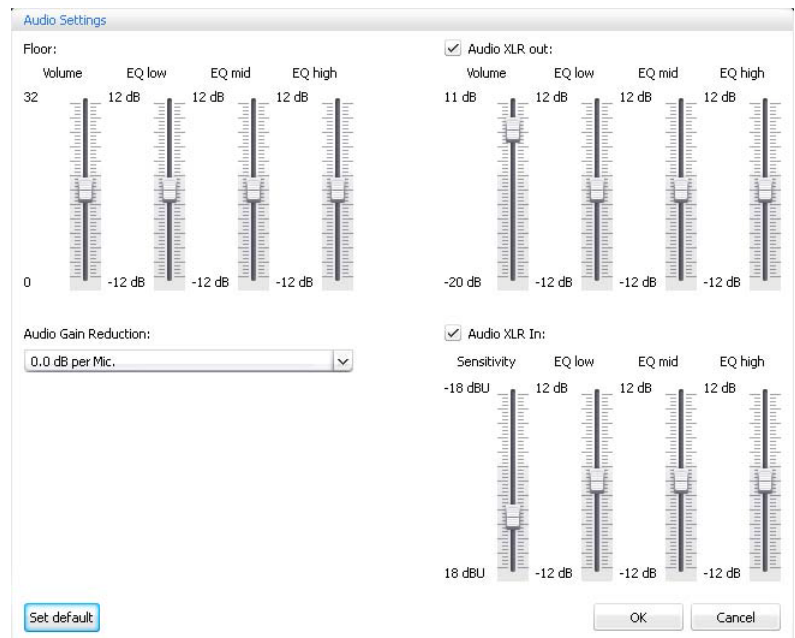 Audio Settings
Floor:
Volume EQ low EQ mid EQ high
32 12 dB 12 dB 12 dB
0 -12 dB -12 dB -12 dB
Audio XLR out:
Volume EQ low EQ mid EQ high
11 dB 12 dB 12 dB 12 dB
-20 dB -12 dB -12 dB -12 dB
Audio Gain Reduction:
0.0 dB per Mic.
Audio XLR In:
Sensitivity EQ low EQ mid EQ high
-18 dBU 12 dB 12 dB 12 dB
18 dBU -12 dB -12 dB -12 dB
Set default OK Cancel